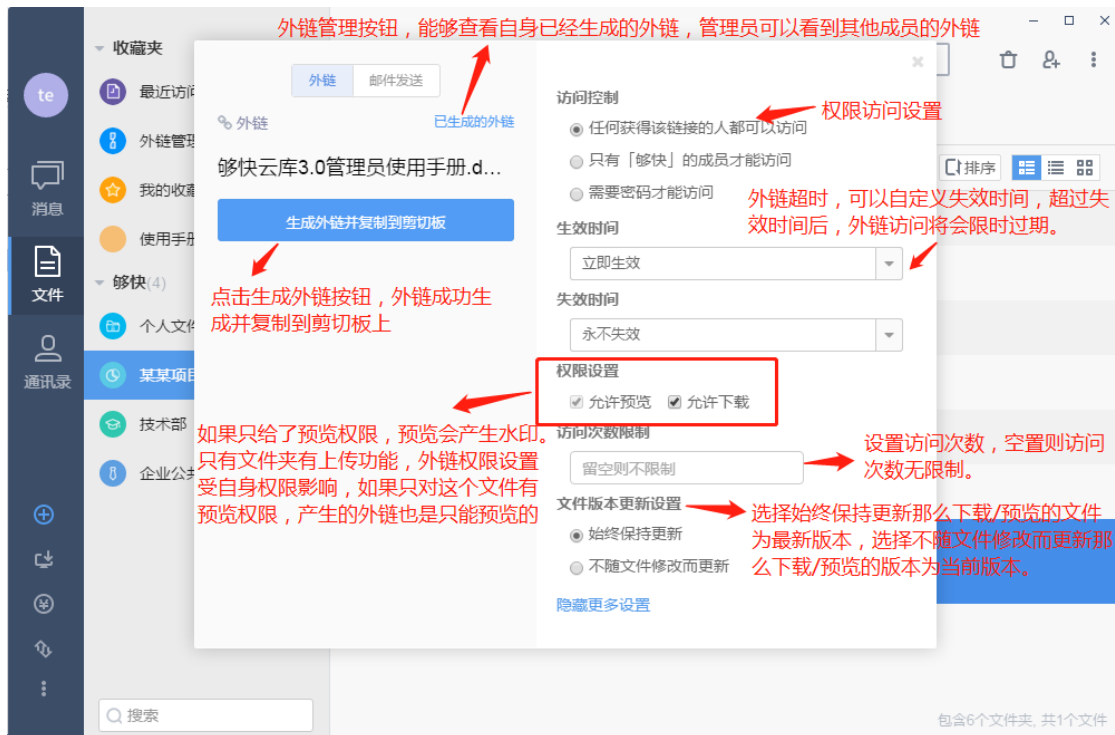 外链管理按钮，能够查看自身已经生成的外链，管理员可以看到其他成员的外链
收藏夹
te
最近访问
外链管理
我的收藏
使用手册
够快(4)
个人文件
某某项目
技术部
企业公共
消息
文件
通讯录
搜索
外链
邮件发送
外链
已生成的外链
够快云库3.0管理员使用手册.d...
生成外链并复制到剪切板
点击生成外链按钮，外链成功生
成并复制到剪切板上
如果只给了预览权限，预览会产生水印。
只有文件夹有上传功能，外链权限设置
受自身权限影响，如果只对这个文件有
预览权限，产生的外链也是只能预览的
访问控制
任何获得该链接的人都可以访问
权限访问设置
只有「够快」的成员才能访问
需要密码才能访问
外链超时，可以自定义失效时间，超过失
效时间后，外链访问将会限时过期。
生效时间
立即生效
失效时间
永不失效
权限设置
允许预览
允许下载
访问次数限制
留空则不限制
设置访问次数，空置则访问
次数无限制。
文件版本更新设置
始终保持更新
不随文件修改而更新
选择始终保持更新那么下载/预览的文件
为最新版本，选择不随文件修改而更新那
么下载/预览的版本为当前版本。
隐藏更多设置
排序
包含6个文件夹, 共1个文件